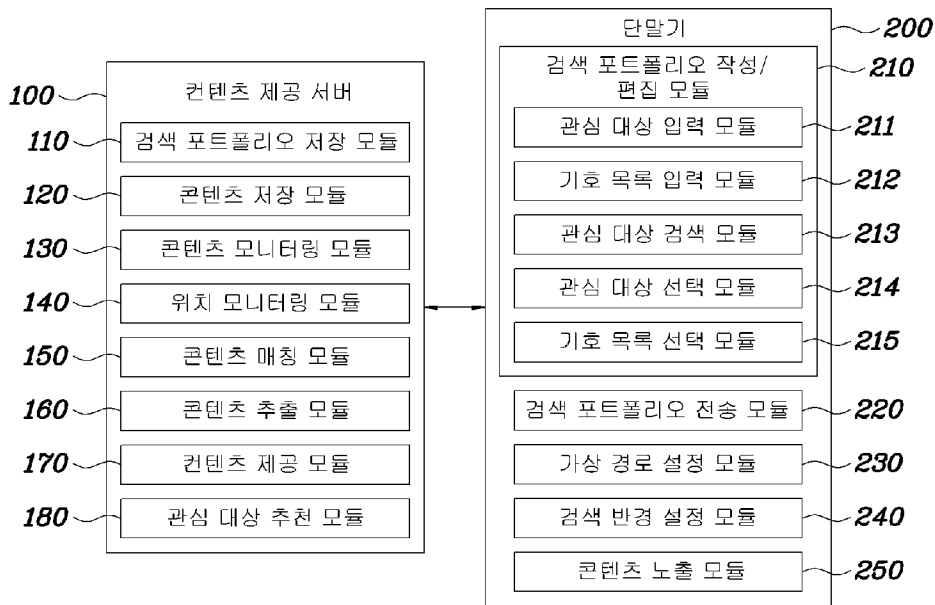 100
컨텐츠 제공 서버
110
검색 포트폴리오 저장 모듈
120
콘텐츠 저장 모듈
130
콘텐츠 모니터링 모듈
140
위치 모니터링 모듈
150
콘텐츠 매칭 모듈
160
콘텐츠 추출 모듈
170
컨텐츠 제공 모듈
180
관심 대상 추천 모듈
단말기
200
검색 포트폴리오 작성/
편집 모듈
210
관심 대상 입력 모듈
211
기호 목록 입력 모듈
212
관심 대상 검색 모듈
213
관심 대상 선택 모듈
214
기호 목록 선택 모듈
215
검색 포트폴리오 전송 모듈
220
가상 경로 설정 모듈
230
검색 반경 설정 모듈
240
콘텐츠 노출 모듈
250